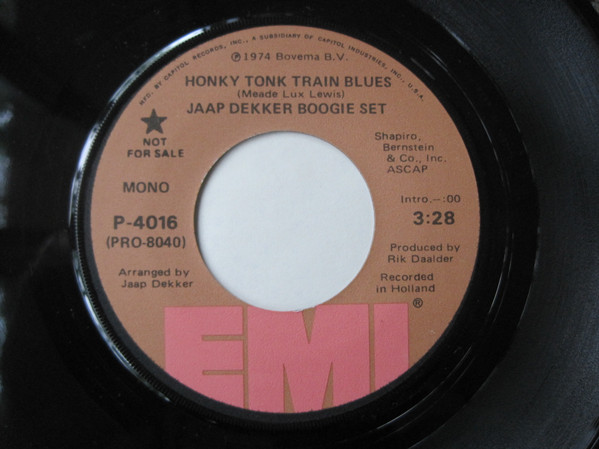 MFG. BY CAPITOL RECORDS, INC., A SUBSIDIARY OF CAPITOL INDUSTRIES, INC., U.S.A.
℗ 1974 Bovema B.V.
HONKY TONK TRAIN BLUES
(Meade Lux Lewis)
JAAP DEKKER BOOGIE SET
★
NOT
FOR SALE
MONO
P-4016
(PRO-8040)
Arranged by
Jaap Dekker
Shapiro,
Bernstein
& Co., Inc.
ASCAP
Intro.-:00
3:28
Produced by
Rik Daalder
Recorded
in Holland
EMI®